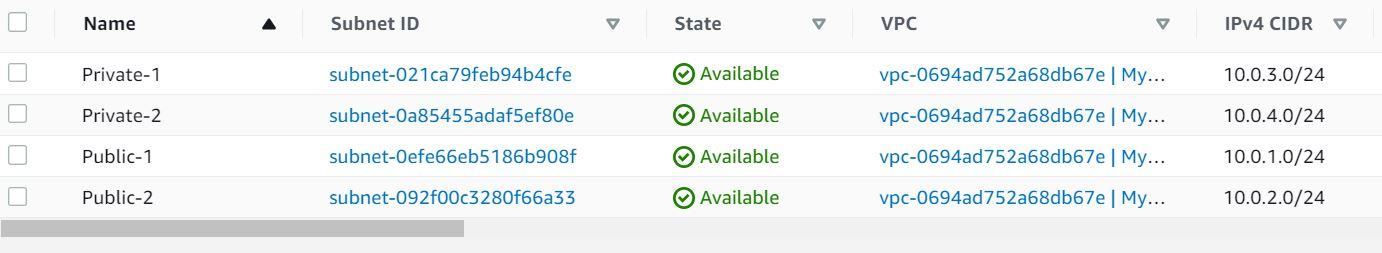 Name Subnet ID State VPC IPv4 CIDR
Private-1 subnet-021ca79feb94b4cfe Available vpc-0694ad752a68db67e | My... 10.0.3.0/24
Private-2 subnet-0a85455adaf5ef80e Available vpc-0694ad752a68db67e | My... 10.0.4.0/24
Public-1 subnet-0efe66eb5186b908f Available vpc-0694ad752a68db67e | My... 10.0.1.0/24
Public-2 subnet-092f00c3280f66a33 Available vpc-0694ad752a68db67e | My... 10.0.2.0/24